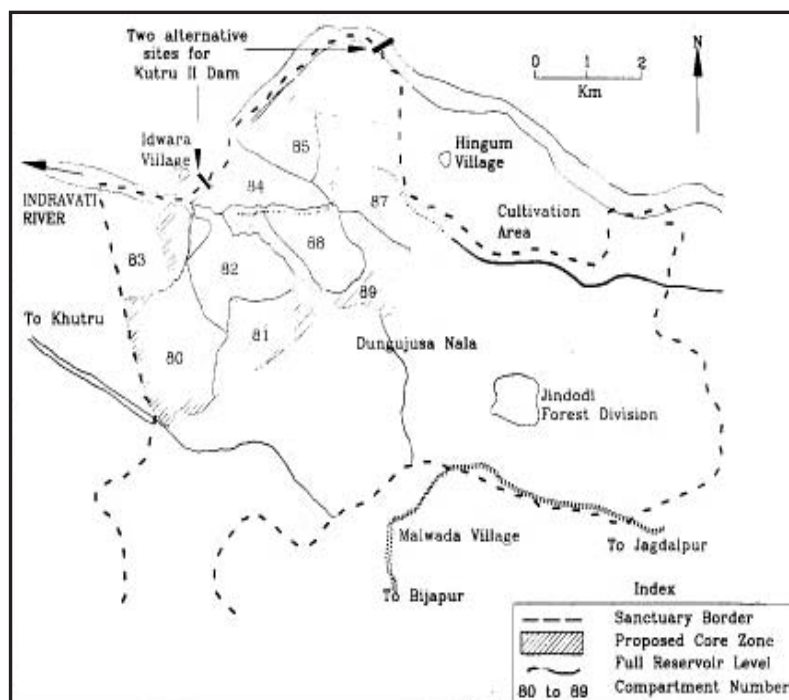 Two alternative
sites for
Kutru II Dam
N
0 1 2
Km
Idwara
Village
85
Hingum
Village
84
87
INDRAVATI
RIVER
Cultivation
Area
83
82
88
89
To Khutru
81
80
Dungujusa Nala
Jindodi
Forest Division
Malwada Village
To Jagdalpur
To Bijapur
Index
Sanctuary Border
Proposed Core Zone
Full Reservoir Level
80 to 89 Compartment Number